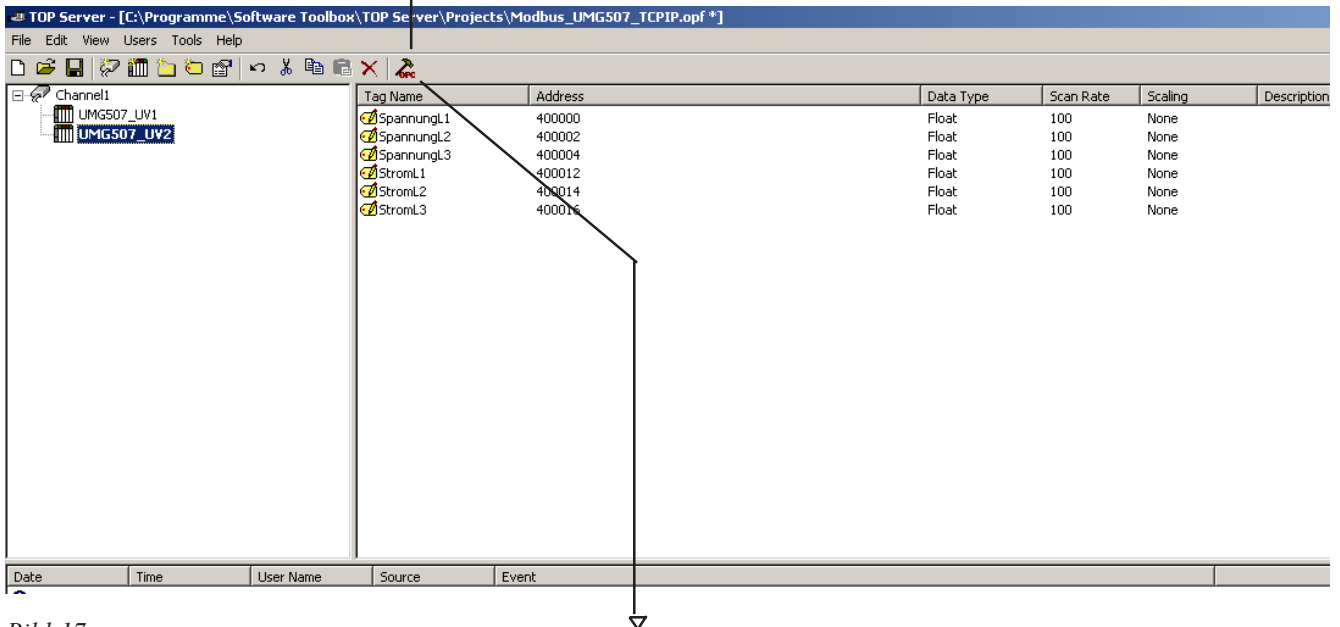 TOP Server - [C:\Programme\Software Toolbox\TOP Server\Projects\Modbus_UMG507_TCPIP.opf *]
File Edit View Users Tools Help
OPC
Channel1
UMG507_UV1
UMG507_UV2
Tag Name Address Data Type Scan Rate Scaling Description
SpannungL1 400000 Float 100 None
SpannungL2 400002 Float 100 None
SpannungL3 400004 Float 100 None
StromL1 400012 Float 100 None
StromL2 400014 Float 100 None
StromL3 400016 Float 100 None
Date Time User Name Source Event